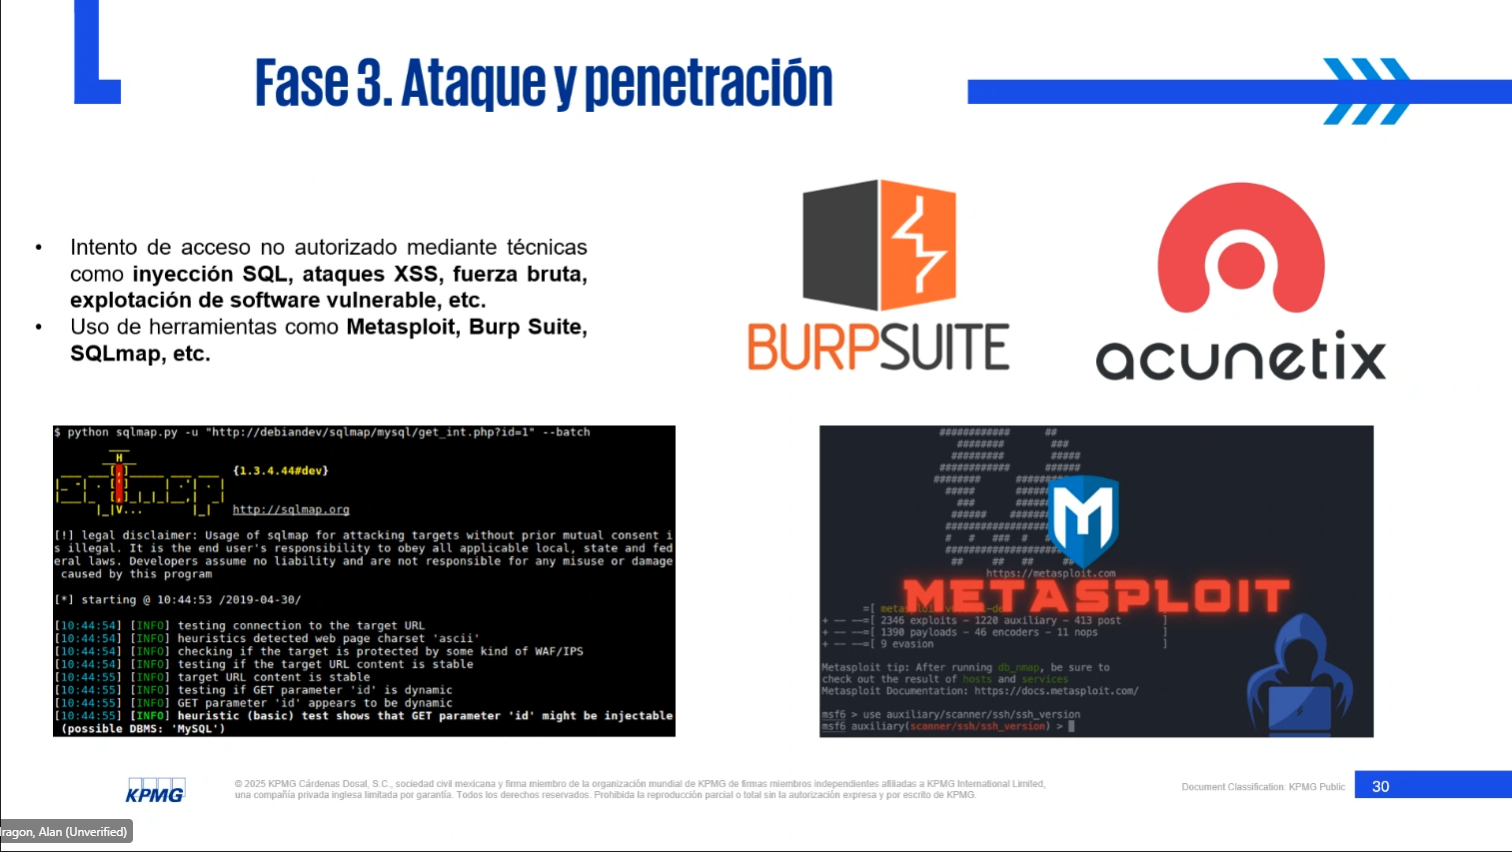 Fase 3. Ataque y penetración
• Intento de acceso no autorizado mediante técnicas
como inyección SQL, ataques XSS, fuerza bruta,
explotación de software vulnerable, etc.
• Uso de herramientas como Metasploit, Burp Suite,
SQLmap, etc.
BURPSUITE
acunetix
$ python sqlmap.py -u "http://debiandev/sqlmap/mysql/get_int.php?id=1" --batch
{1.3.4.44#dev}
http://sqlmap.org
[!] legal disclaimer: Usage of sqlmap for attacking targets without prior mutual consent i
s illegal. It is the end user's responsibility to obey all applicable local, state and fed
eral laws. Developers assume no liability and are not responsible for any misuse or damage
caused by this program
[*] starting @ 10:44:53 /2019-04-30/
[10:44:54] [INFO] testing connection to the target URL
[10:44:54] [INFO] heuristics detected web page charset 'ascii'
[10:44:54] [INFO] checking if the target is protected by some kind of WAF/IPS
[10:44:54] [INFO] testing if the target URL content is stable
[10:44:55] [INFO] target URL content is stable
[10:44:55] [INFO] testing if GET parameter 'id' is dynamic
[10:44:55] [INFO] GET parameter 'id' appears to be dynamic
[10:44:55] [INFO] heuristic (basic) test shows that GET parameter 'id' might be injectable
(possible DBMS: 'MySQL')
https://metasploit.com
METASPLOIT
+ -- --=[ 2346 exploits - 1220 auxiliary - 413 post ]
+ -- --=[ 1390 payloads - 46 encoders - 11 nops ]
+ -- --=[ 9 evasion ]
Metasploit tip: After running db_nmap, be sure to
check out the result of hosts and services
Metasploit Documentation: https://docs.metasploit.com/
msf6 > use auxiliary/scanner/ssh/ssh_version
msf6 auxiliary(scanner/ssh/ssh_version) >
KPMG
© 2025 KPMG Cárdenas Dosal, S.C., sociedad civil mexicana y firma miembro de la organización mundial de KPMG de firmas miembros independientes afiliadas a KPMG International Limited,
una compañía privada inglesa limitada por garantía. Todos los derechos reservados. Prohibida la reproducción parcial o total sin la autorización expresa y por escrito de KPMG.
Document Classification: KPMG Public
30
Alan (Unverified)